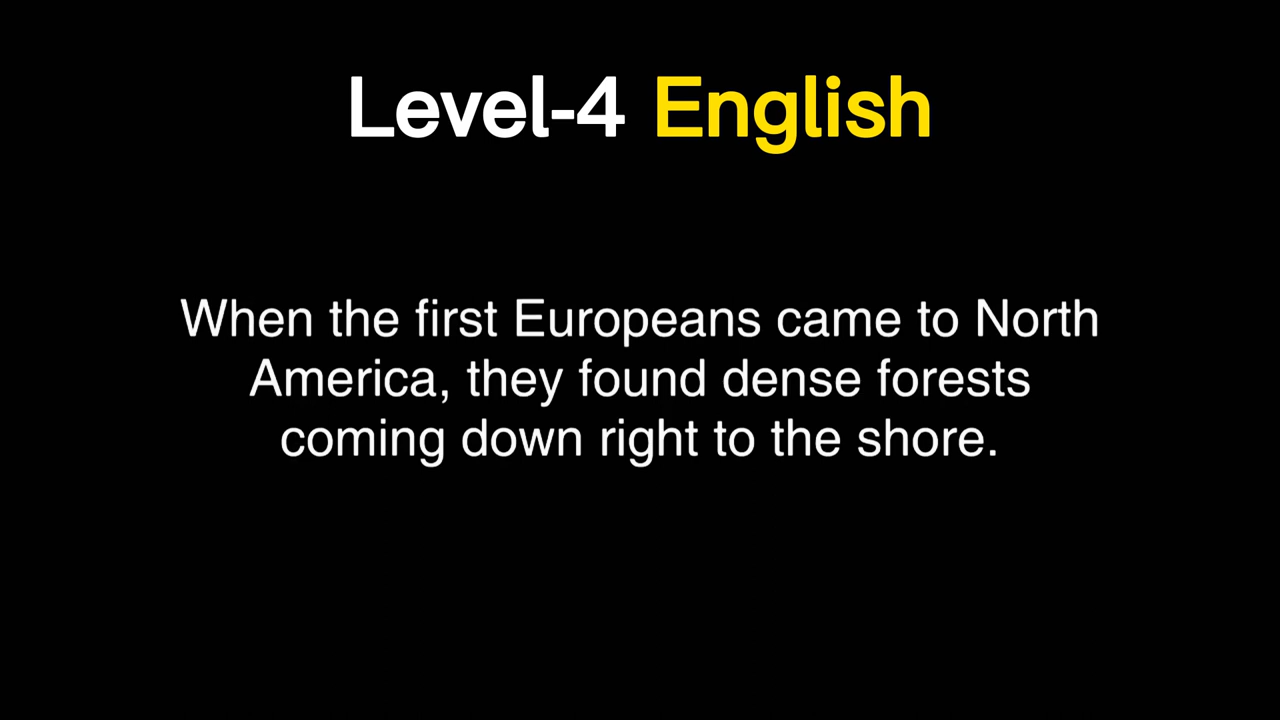 Level-4 English
When the first Europeans came to North
America, they found dense forests
coming down right to the shore.